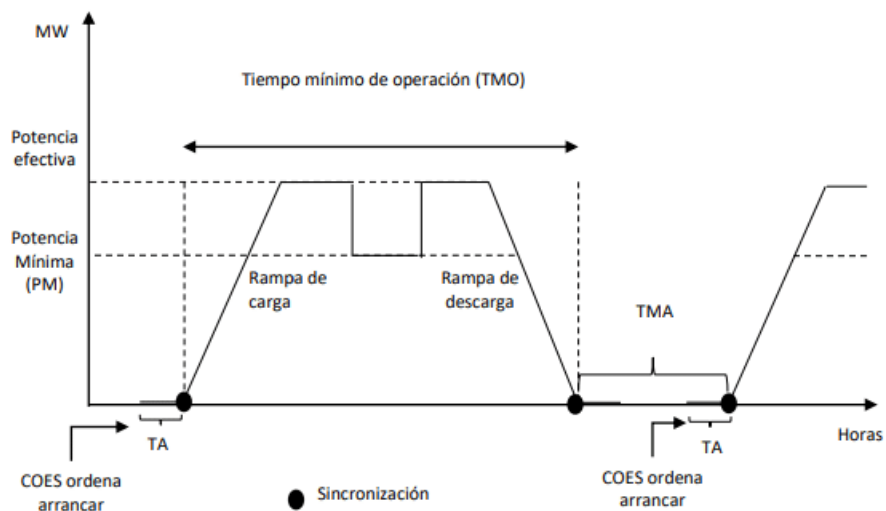 MW
Tiempo mínimo de operación (TMO)
Potencia
efectiva
Potencia
Mínima
(PM)
Rampa de
carga
Rampa de
descarga
TMA
TA
TA
Horas
COES ordena
arrancar
Sincronización
COES ordena
arrancar